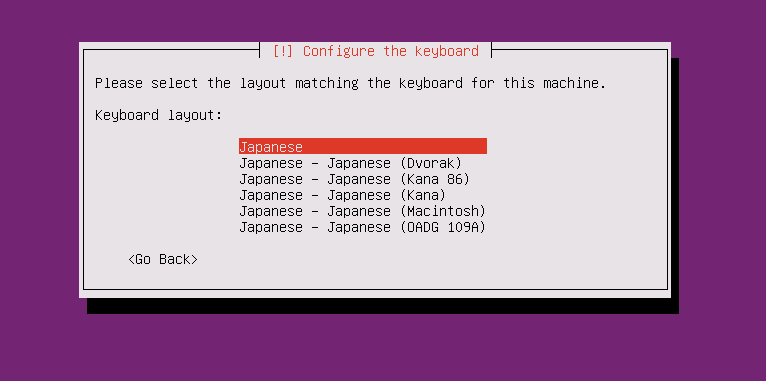 [!] Configure the keyboard
Please select the layout matching the keyboard for this machine.
Keyboard layout:
Japanese
Japanese - Japanese (Dvorak)
Japanese - Japanese (Kana 86)
Japanese - Japanese (Kana)
Japanese - Japanese (Macintosh)
Japanese - Japanese (OADG 109A)
<Go Back>